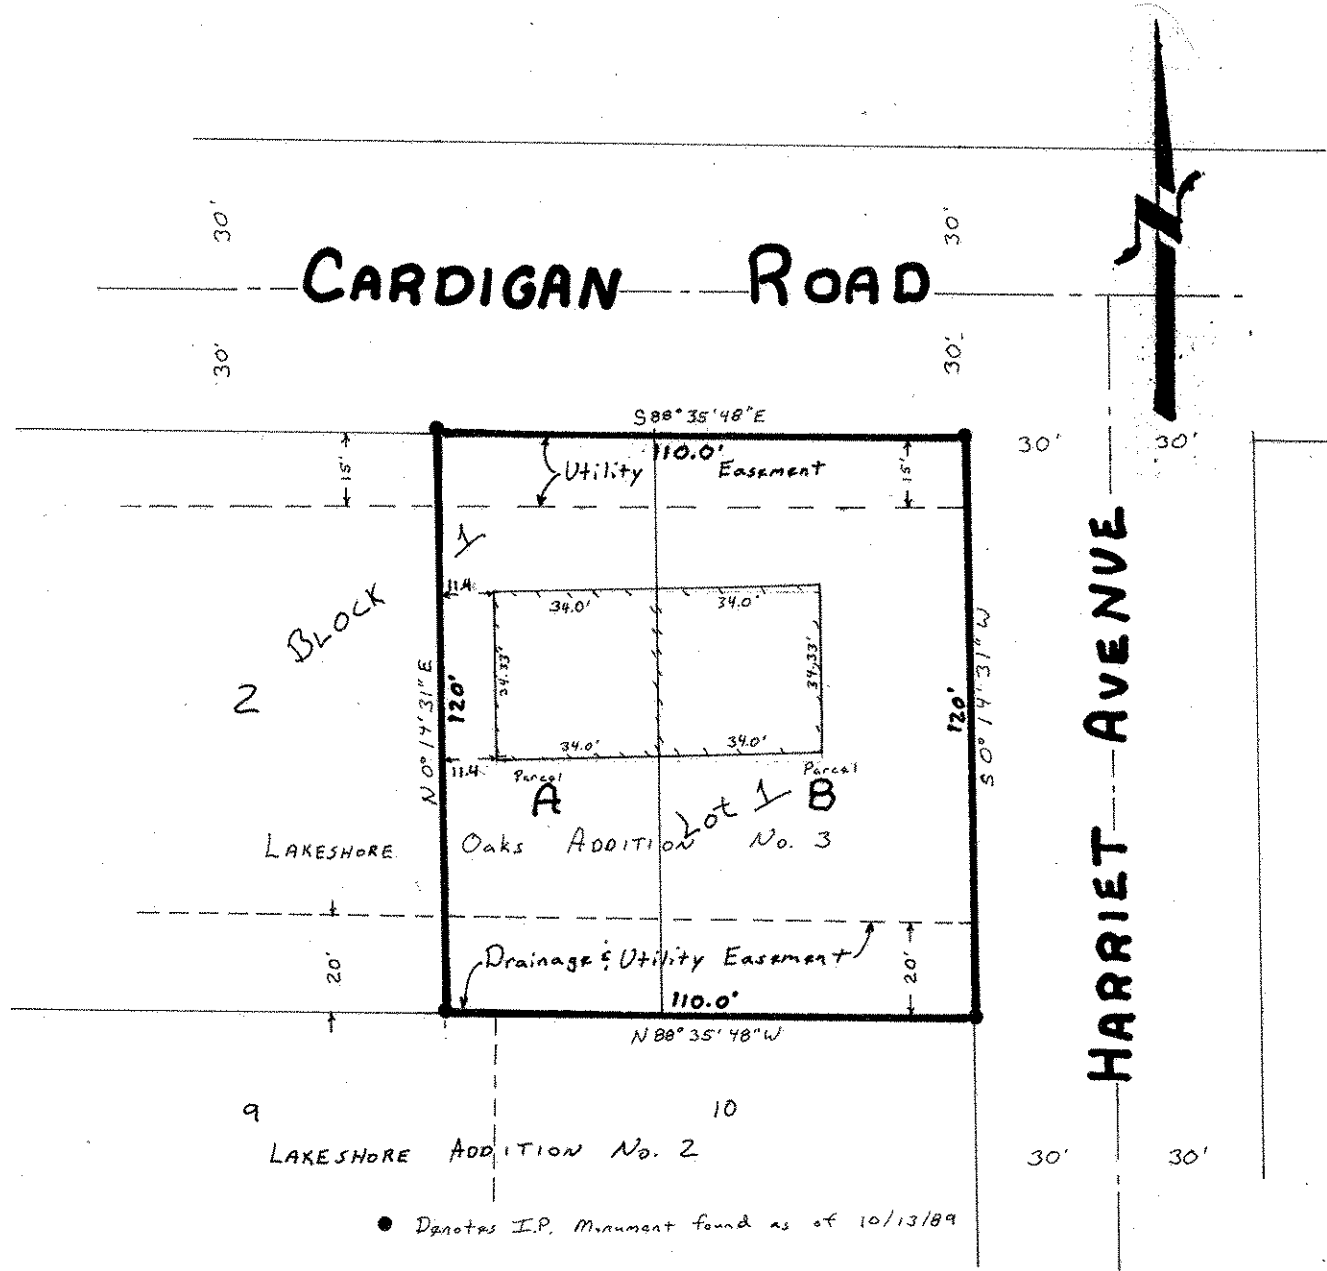 30'
30'
CARDIGAN ROAD
30'
30'
S 88° 35' 48" E
110.0'
30'
30'
15'
Utility Easement
15'
1
BLOCK
2
11.4
34.0'
34.0'
34.33'
34.33'
N 0° 14' 31" E
120'
120'
S 0° 14' 31" W
HARRIET AVENUE
34.0'
34.0'
11.4
Parcel
A
Parcel
B
Lot 1
LAKESHORE Oaks ADDITION No. 3
20'
Drainage & Utility Easement
20'
110.0'
N 88° 35' 48" W
9
10
LAKESHORE ADDITION No. 2
30'
30'
Denotes I.P. Monument found as of 10/13/89